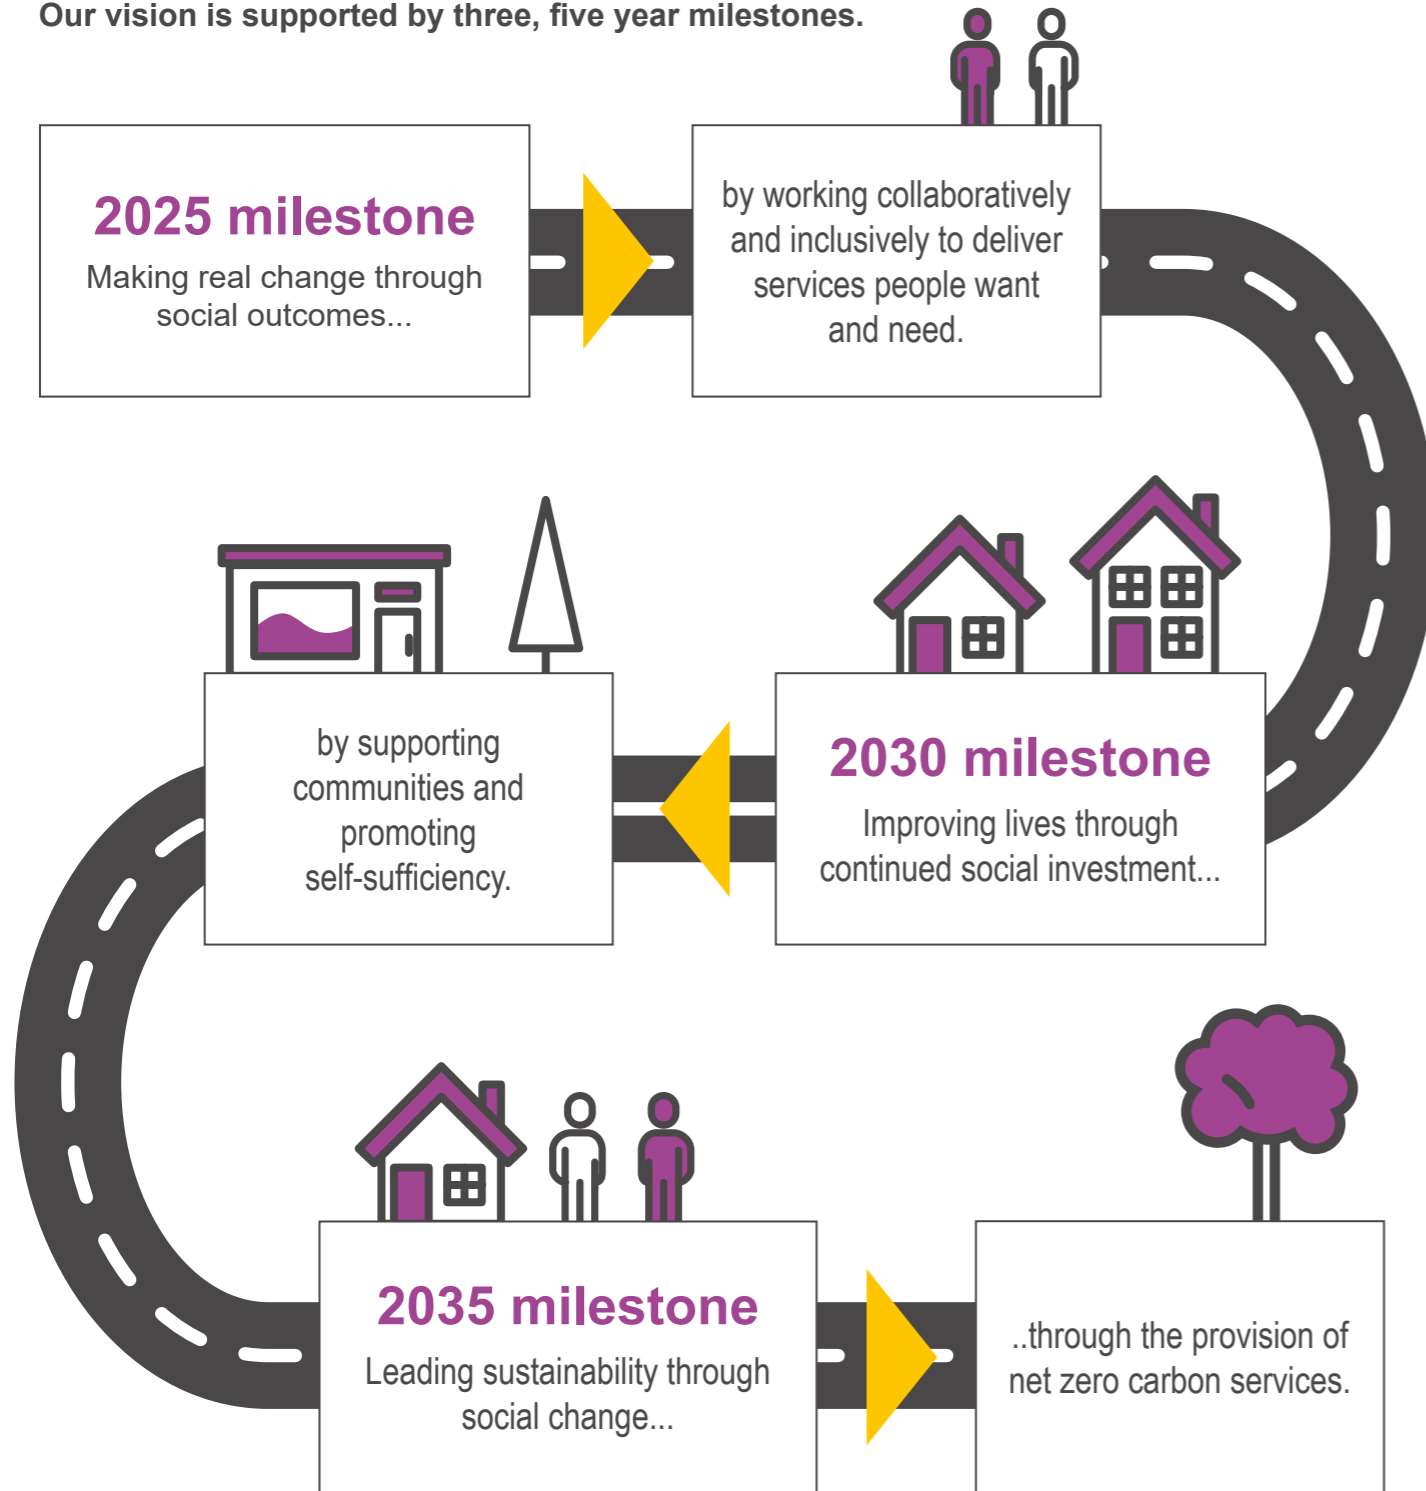 Our vision is supported by three, five year milestones.
2025 milestone
Making real change through
social outcomes...
by working collaboratively
and inclusively to deliver
services people want
and need.
2030 milestone
Improving lives through
continued social investment...
by supporting
communities and
promoting
self-sufficiency.
2035 milestone
Leading sustainability through
social change...
..through the provision of
net zero carbon services.